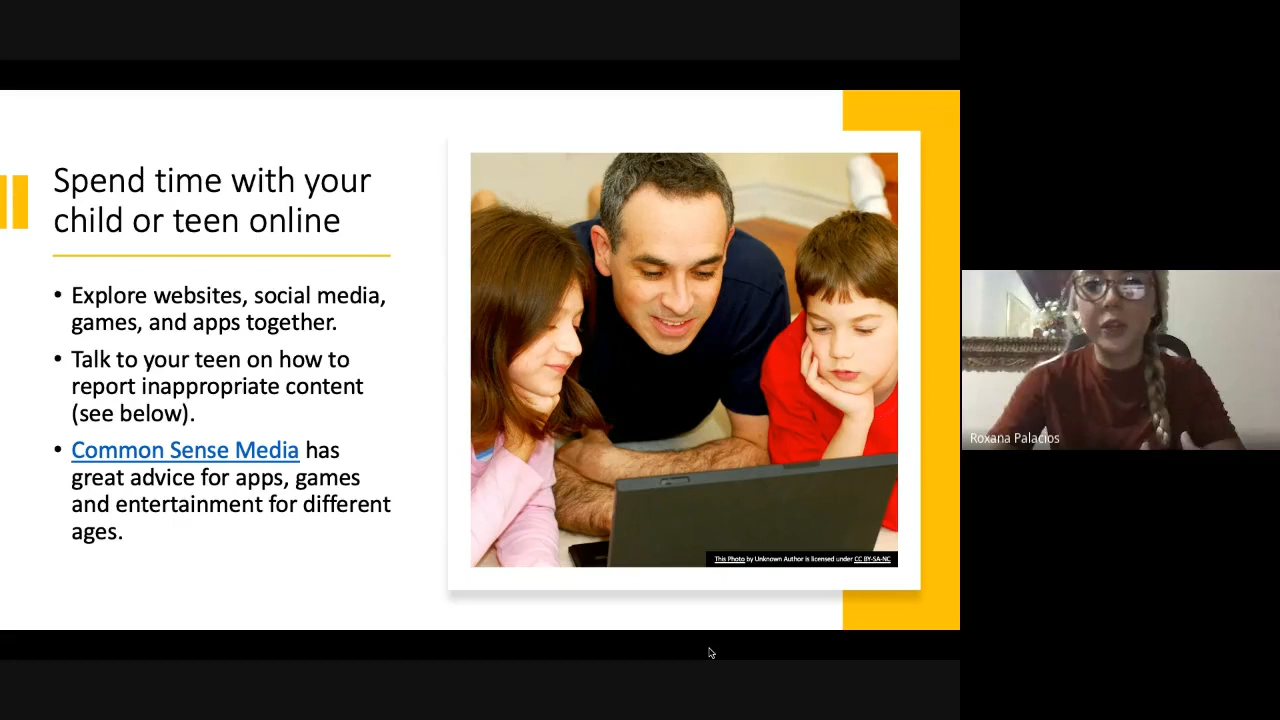 Spend time with your
child or teen online
• Explore websites, social media,
games, and apps together.
• Talk to your teen on how to
report inappropriate content
(see below).
• Common Sense Media has
great advice for apps, games
and entertainment for different
ages.
This Photo by Unknown Author is licensed under CC BY-SA-NC
Roxana Palacios